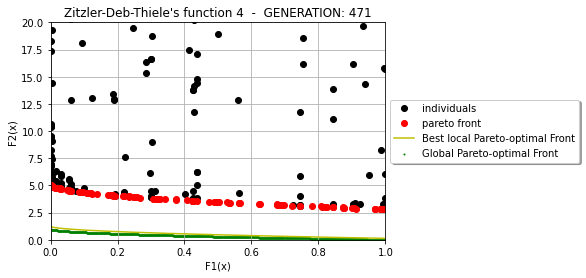 Zitzler-Deb-Thiele's function 4  -  GENERATION: 471
20.0
17.5
15.0
12.5
10.0
7.5
5.0
2.5
0.0
F2(x)
0.0 0.2 0.4 0.6 0.8 1.0
F1(x)
individuals
pareto front
Best local Pareto-optimal Front
Global Pareto-optimal Front